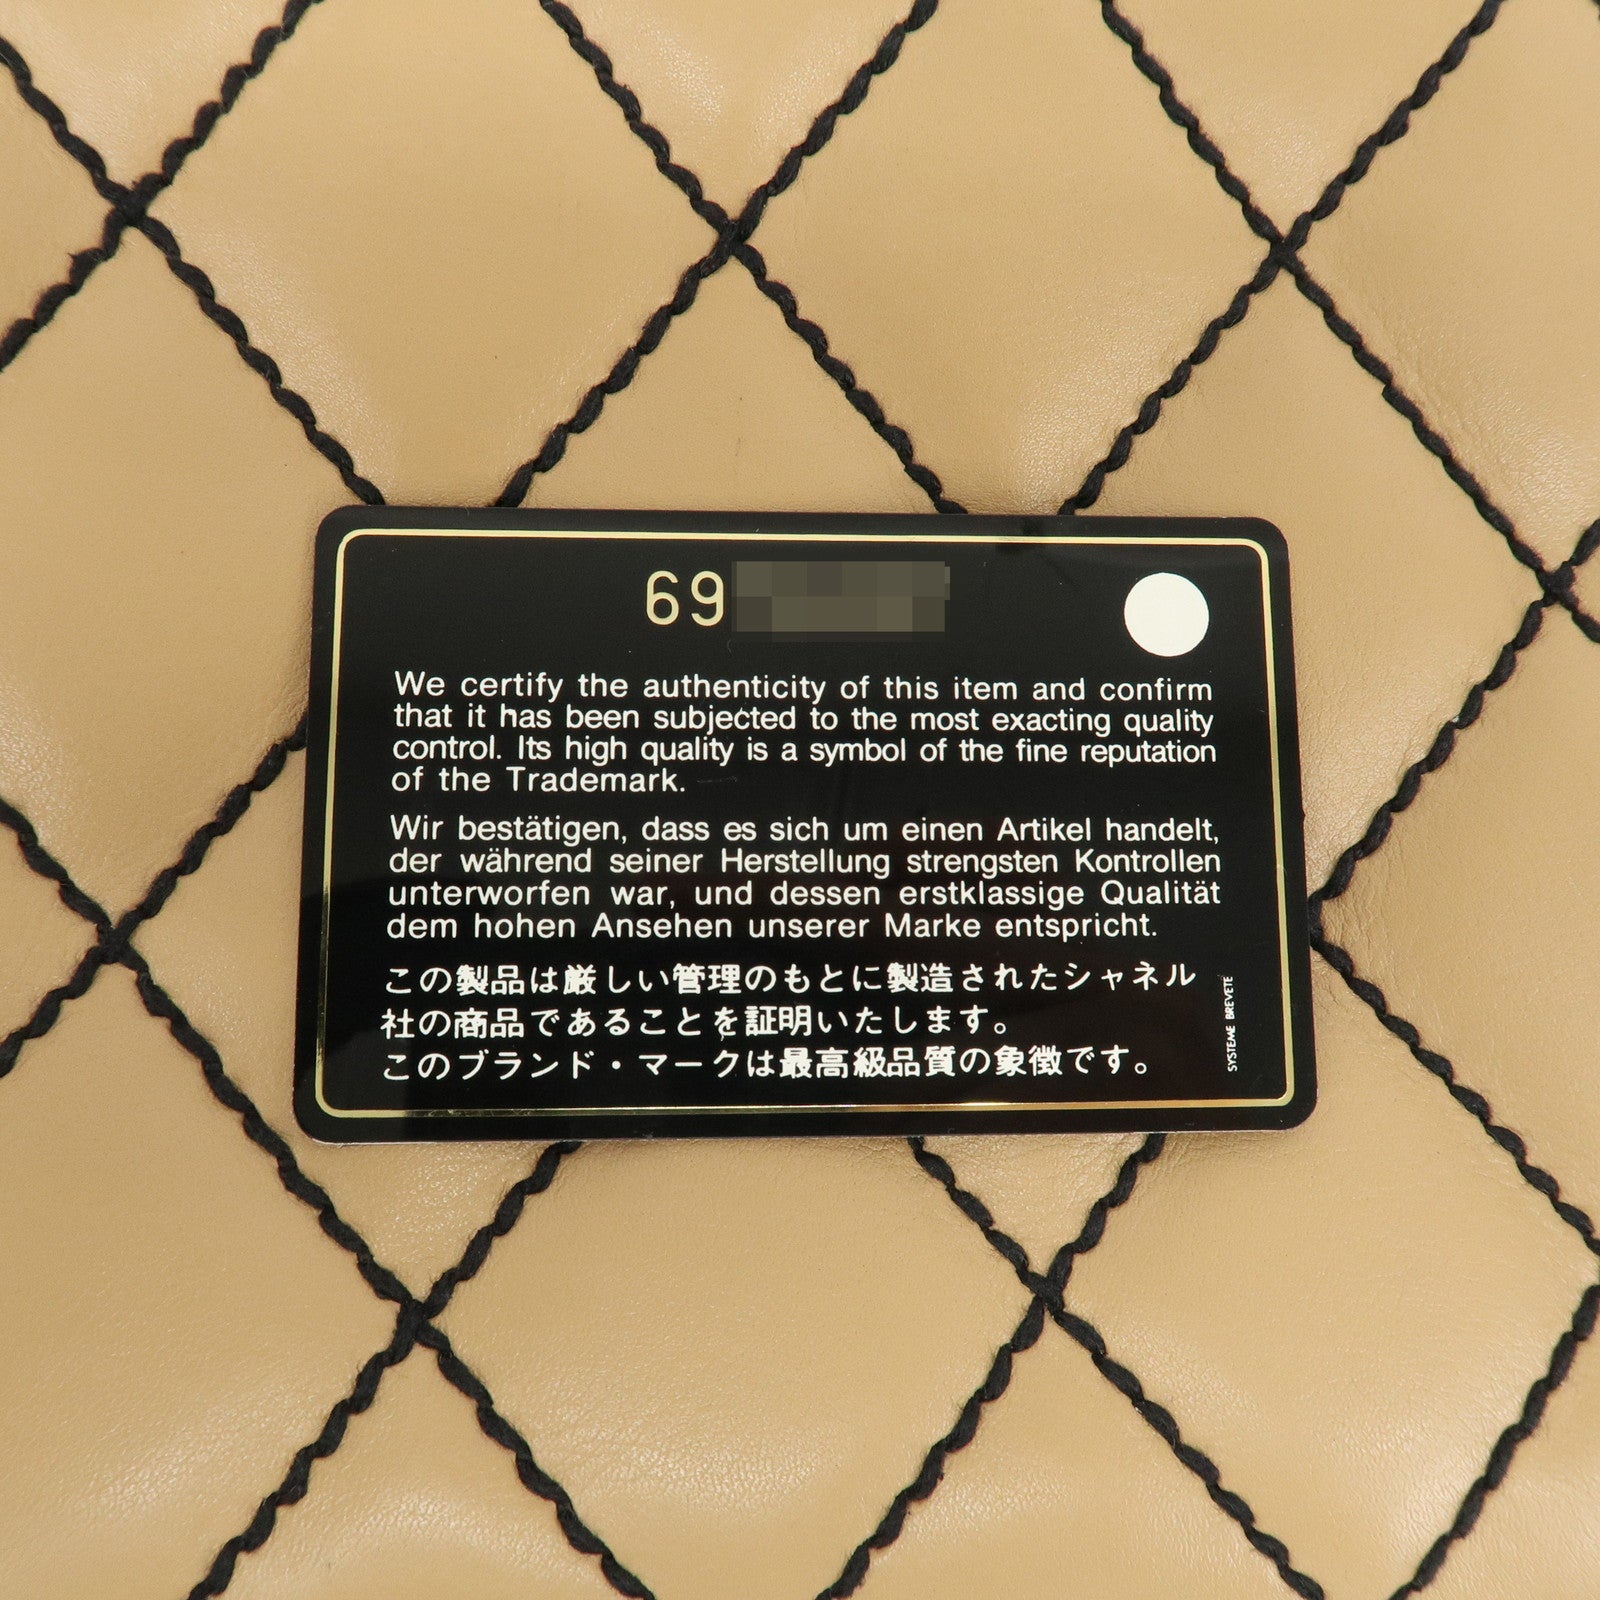 69
We certify the authenticity of this item and confirm
that it has been subjected to the most exacting quality
control. Its high quality is a symbol of the fine reputation
of the Trademark.
Wir bestätigen, dass es sich um einen Artikel handelt,
der während seiner Herstellung strengsten Kontrollen
unterworfen war, und dessen erstklassige Qualität
dem hohen Ansehen unserer Marke entspricht.
この製品は厳しい管理のもとに製造されたシャネル
社の商品であることを証明いたします。
このブランド・マークは最高級品質の象徴です。
SYSTEME BREVETE